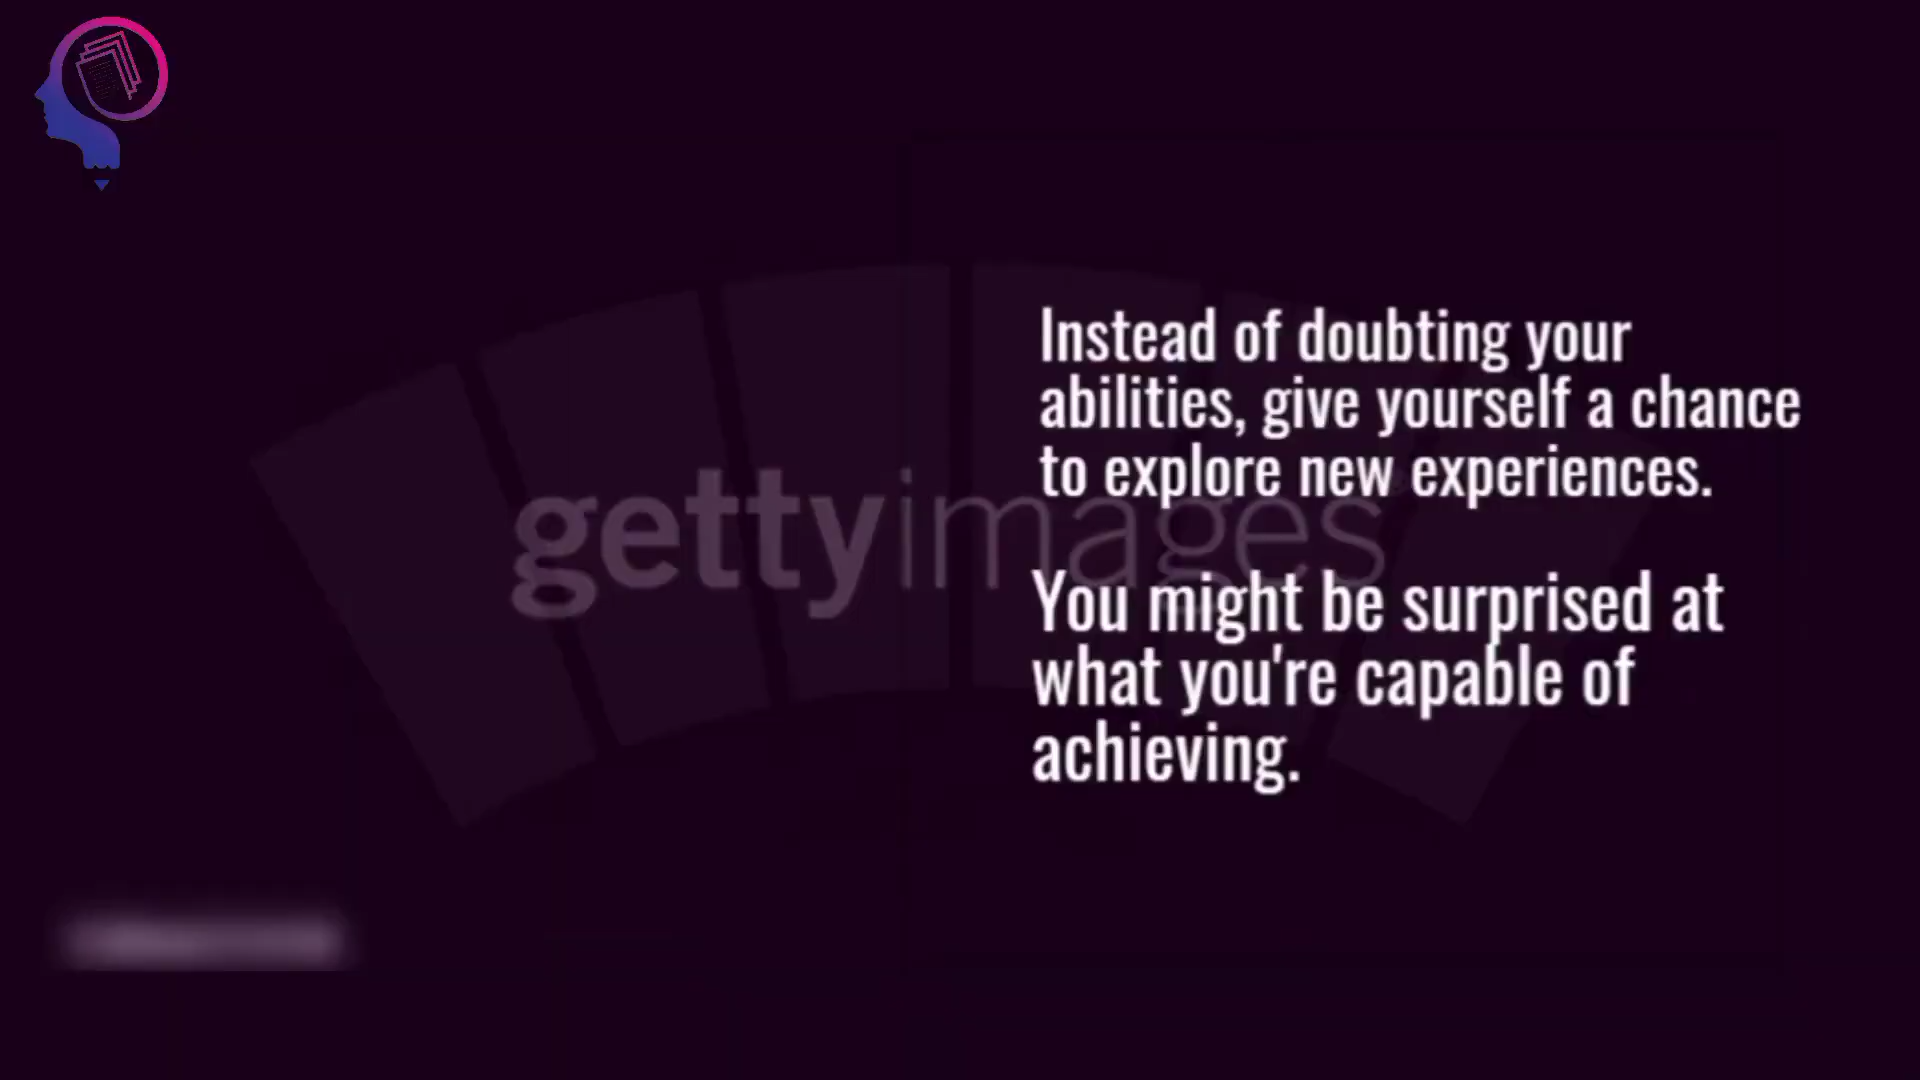 Instead of doubting your
abilities, give yourself a chance
to explore new experiences.
gettyimages
You might be surprised at
what you're capable of
achieving.